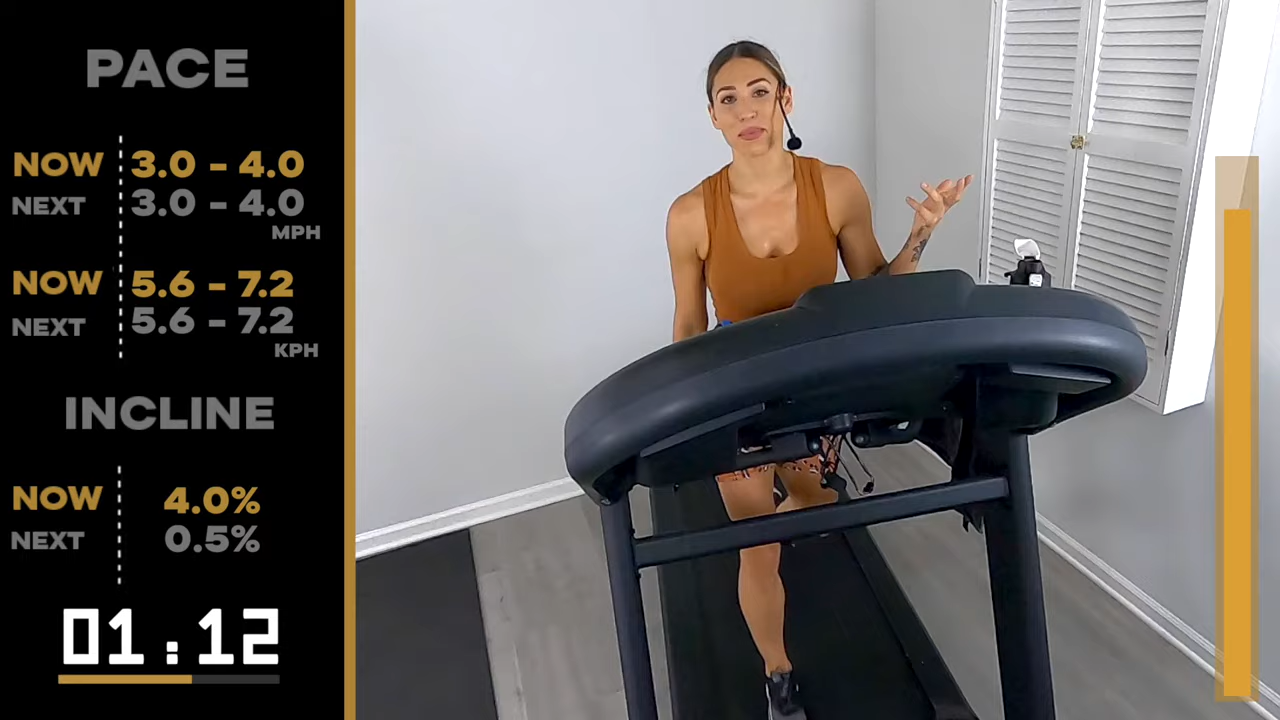 PACE
NOW 3.0 - 4.0
NEXT 3.0 - 4.0
MPH
NOW 5.6 - 7.2
NEXT 5.6 - 7.2
KPH
INCLINE
NOW 4.0%
NEXT 0.5%
01:12